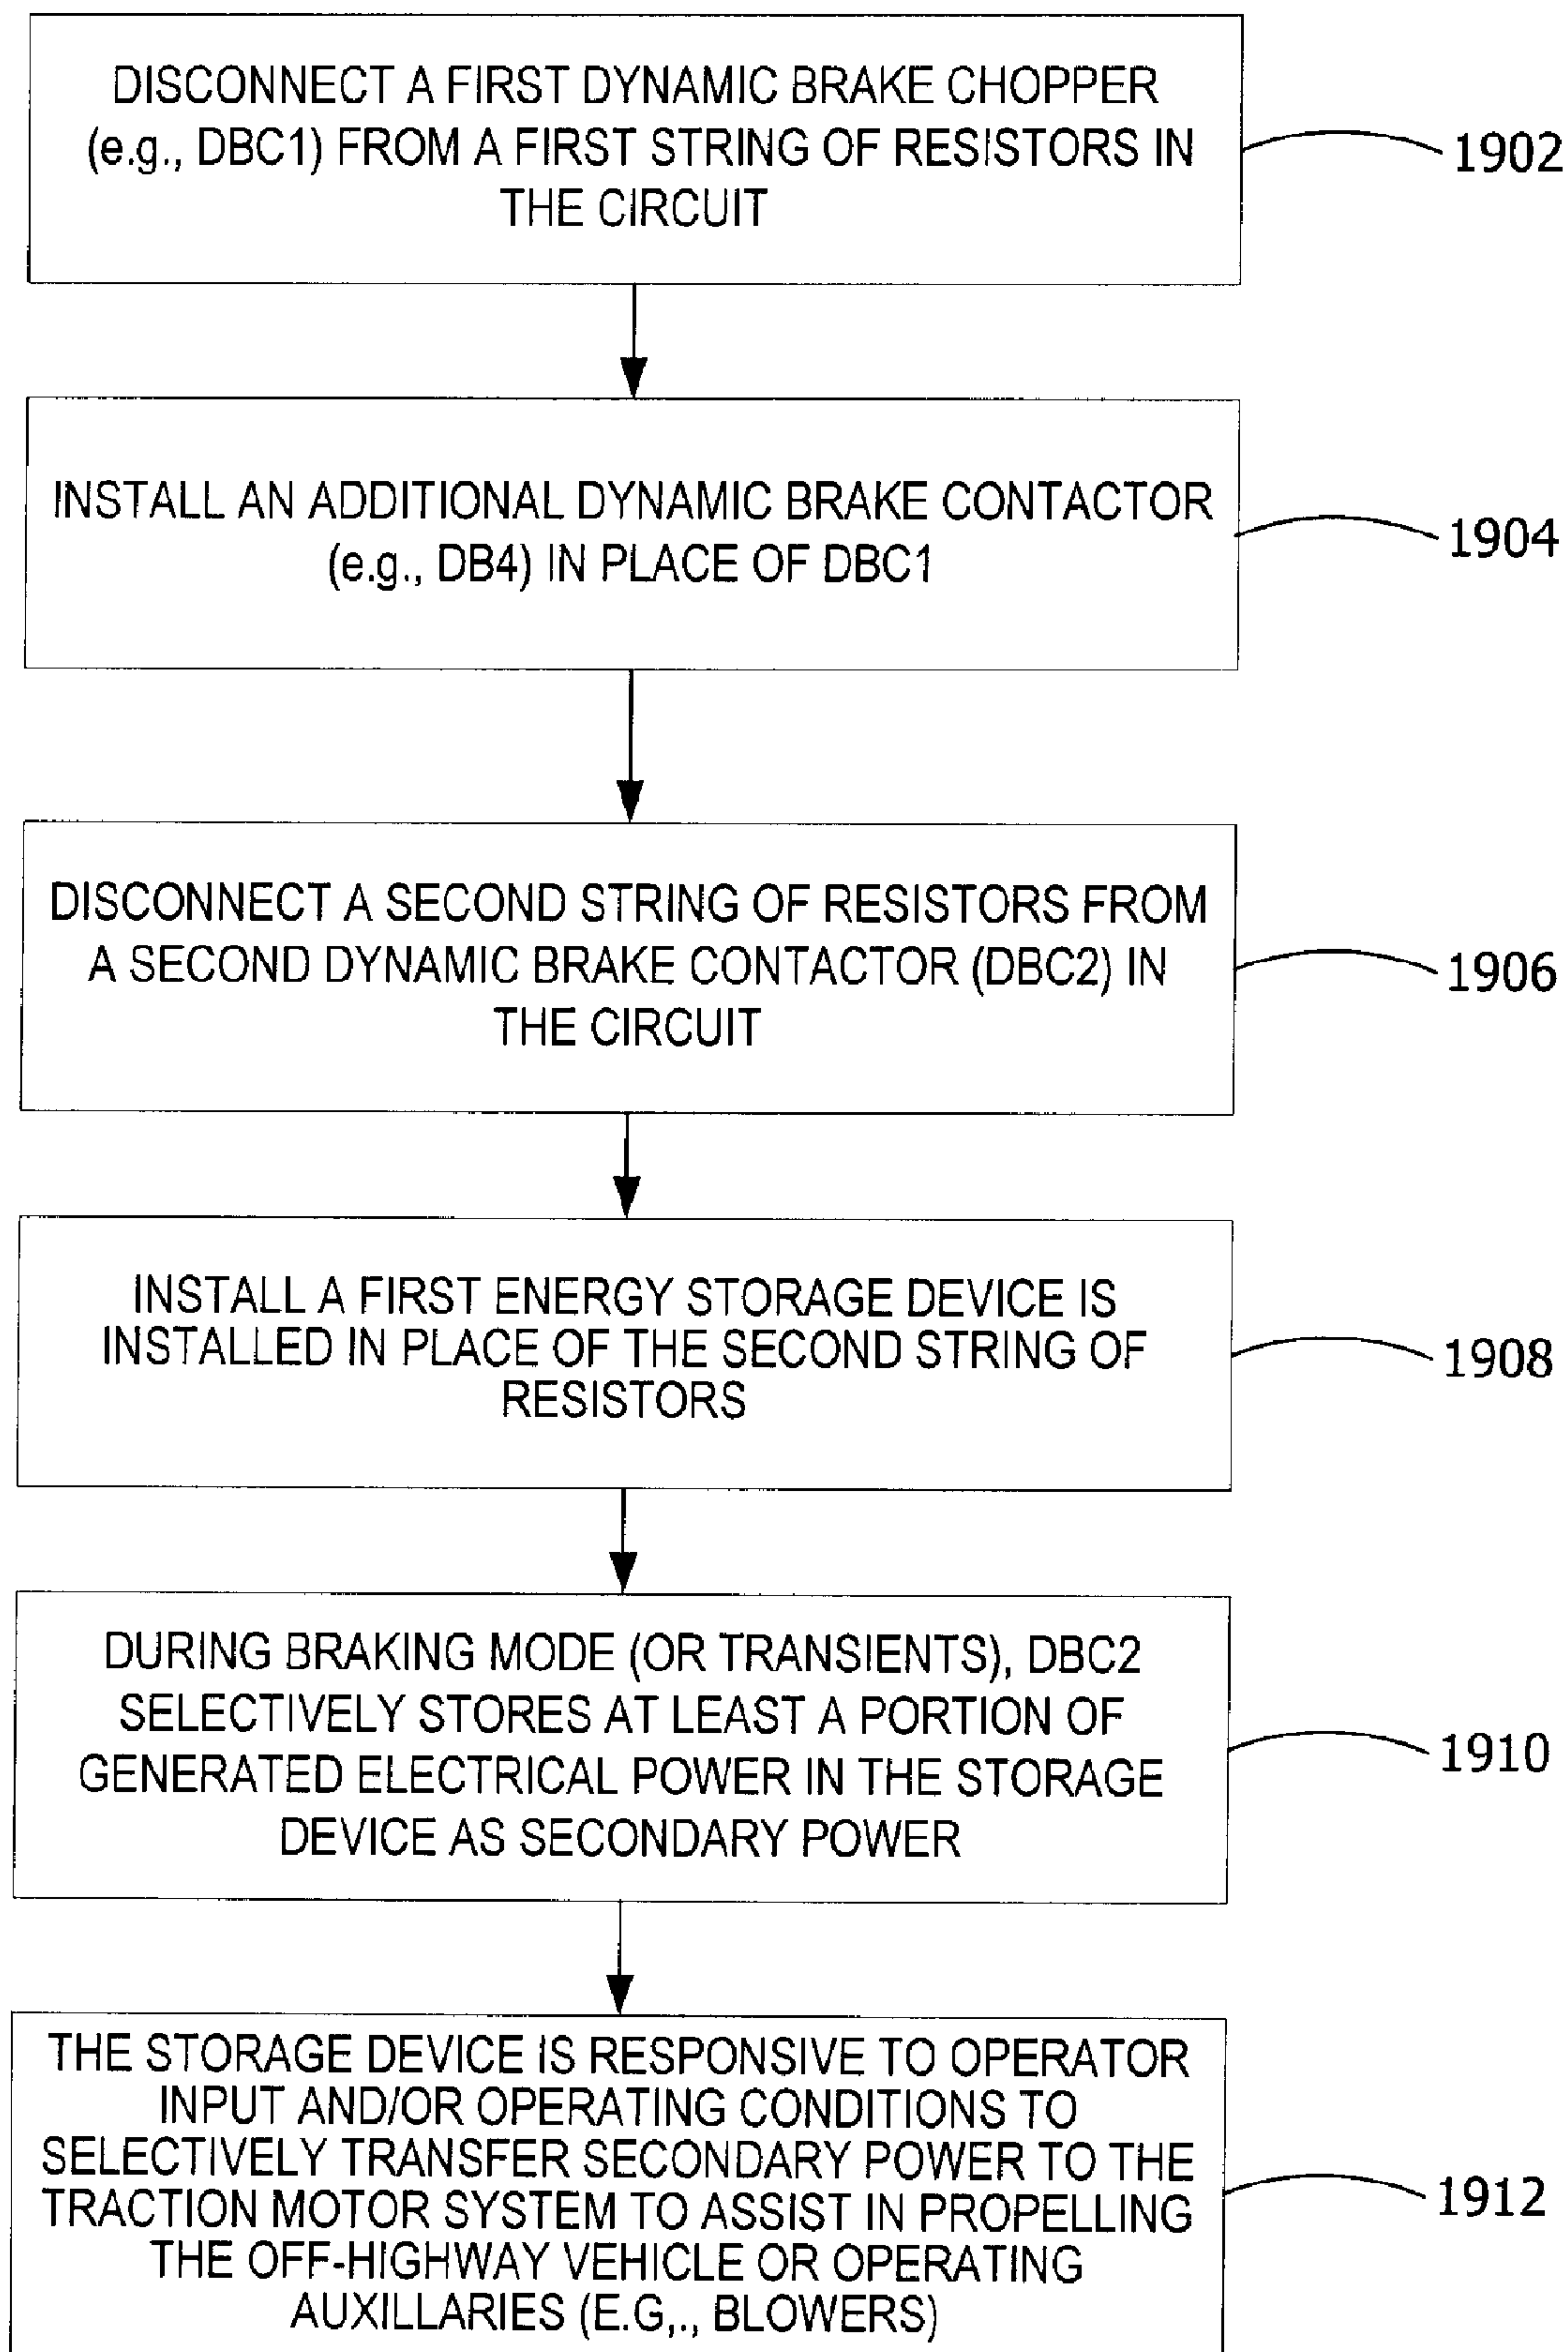 DISCONNECT A FIRST DYNAMIC BRAKE CHOPPER
(e.g., DBC1) FROM A FIRST STRING OF RESISTORS IN
THE CIRCUIT
1902
INSTALL AN ADDITIONAL DYNAMIC BRAKE CONTACTOR
(e.g., DB4) IN PLACE OF DBC1
1904
DISCONNECT A SECOND STRING OF RESISTORS FROM
A SECOND DYNAMIC BRAKE CONTACTOR (DBC2) IN
THE CIRCUIT
1906
INSTALL A FIRST ENERGY STORAGE DEVICE IS
INSTALLED IN PLACE OF THE SECOND STRING OF
RESISTORS
1908
DURING BRAKING MODE (OR TRANSIENTS), DBC2
SELECTIVELY STORES AT LEAST A PORTION OF
GENERATED ELECTRICAL POWER IN THE STORAGE
DEVICE AS SECONDARY POWER
1910
THE STORAGE DEVICE IS RESPONSIVE TO OPERATOR
INPUT AND/OR OPERATING CONDITIONS TO
SELECTIVELY TRANSFER SECONDARY POWER TO THE
TRACTION MOTOR SYSTEM TO ASSIST IN PROPELLING
THE OFF-HIGHWAY VEHICLE OR OPERATING
AUXILLARIES (E.G,., BLOWERS)
1912